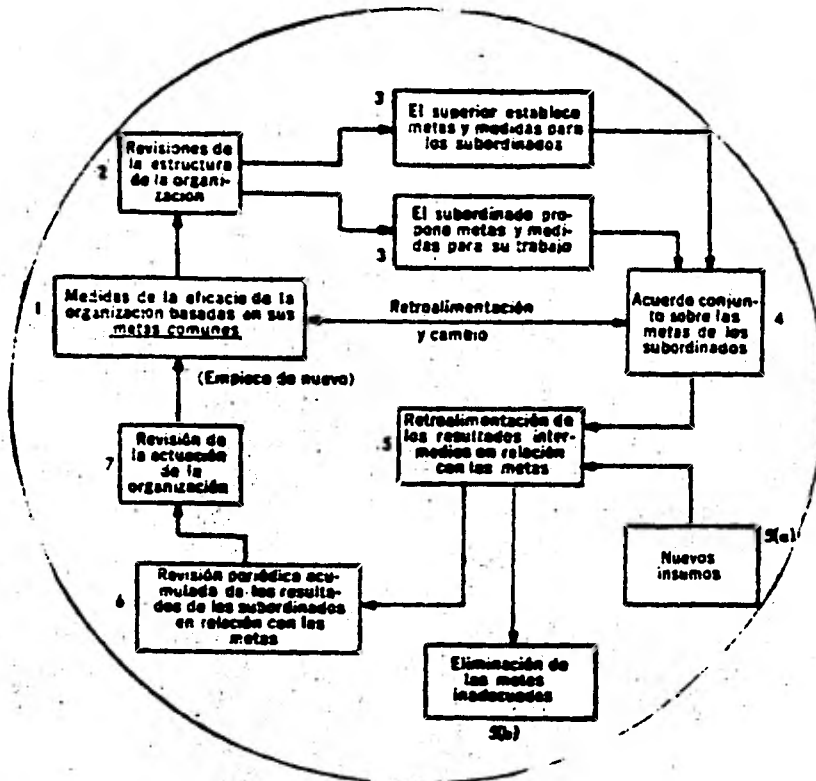 3
El superior establece
metas y medidas para
los subordinados
2
Revisiones de
la estructura
de la organi-
zación
El subordinado pro-
pone metas y medi-
das para su trabajo
3
1
Medidas de la eficacia de la
organización basadas en sus
metas comunes
Retroalimentación
y cambio
Acuerdo conjun-
to sobre las
metas de los
subordinados
4
(Empiece de nuevo)
5
Retroalimentación de
los resultados inter-
medios en relación
con las metas
7
Revisión de
la actuación
de la
organización
5(a)
Nuevos
insumos
6
Revisión periódica acu-
mulada de los resulta-
dos de los subordinados
en relación con las
metas
Eliminación de
las metas
inadecuadas
5(b)